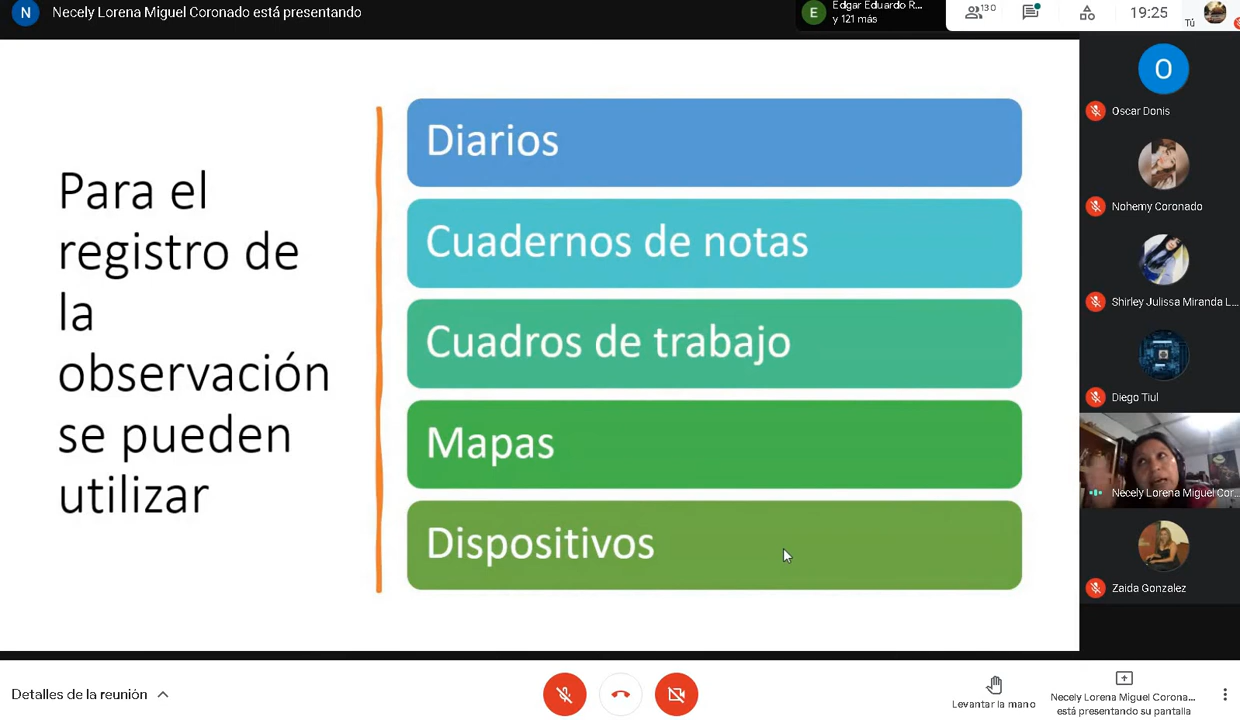 N
Necely Lorena Miguel Coronado está presentando
E
Edgar Eduardo R...
y 121 más
130
19:25
Tú
Para el
registro de
la
observación
se pueden
utilizar
Diarios
Cuadernos de notas
Cuadros de trabajo
Mapas
Dispositivos
O
Oscar Donis
Nohemy Coronado
Shirley Julissa Miranda L...
Diego Tiul
Necely Lorena Miguel Cor...
Zaida Gonzalez
Detalles de la reunión
Levantar la mano
Necely Lorena Miguel Corona...
está presentando su pantalla